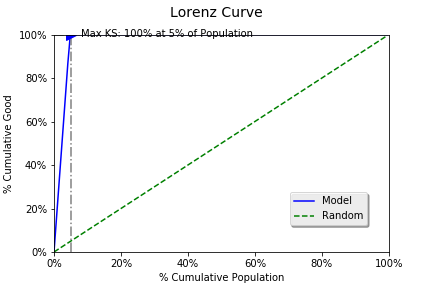 Lorenz Curve
Max KS: 100% at 5% of Population
100%
80%
60%
40%
20%
0%
% Cumulative Good
0% 20% 40% 60% 80% 100%
% Cumulative Population
Model
Random